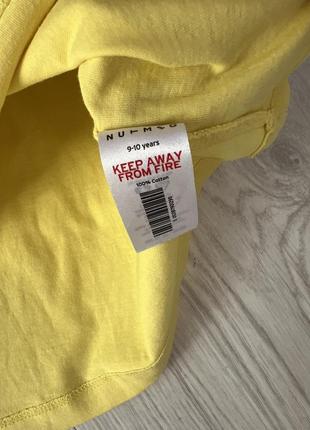 NUTMEG
9-10 years
KEEP AWAY
FROM FIRE
100% Cotton